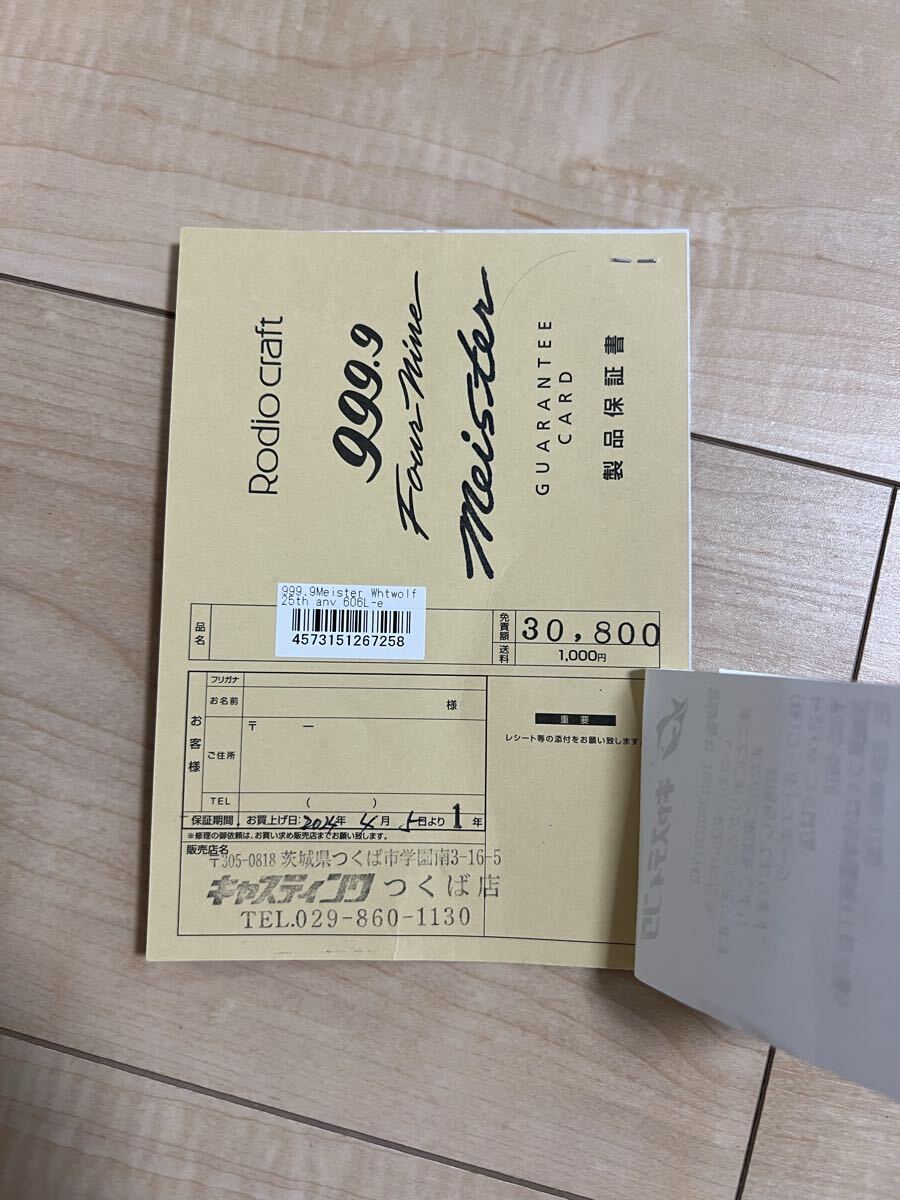 Rodio craft
999.9
Four Nine
Meister
GUARANTEE
CARD
製品保証書
999.9Meister Whtwolf
25th anv 606L-e
4573151267258
品名
免責額
30,800
送料
1,000円
お客様
フリガナ
お名前
様
ご住所
〒 ー
TEL ( )
重要
レシート等の添付をお願い致します
保証期間 お買上げ日:2024年 4月 5日より 1年
※修理の御依頼は、お買い求め販売店までお願い致します。
販売店名
〒305-0818 茨城県つくば市学園南3-16-5
キャスティング つくば店
TEL.029-860-1130